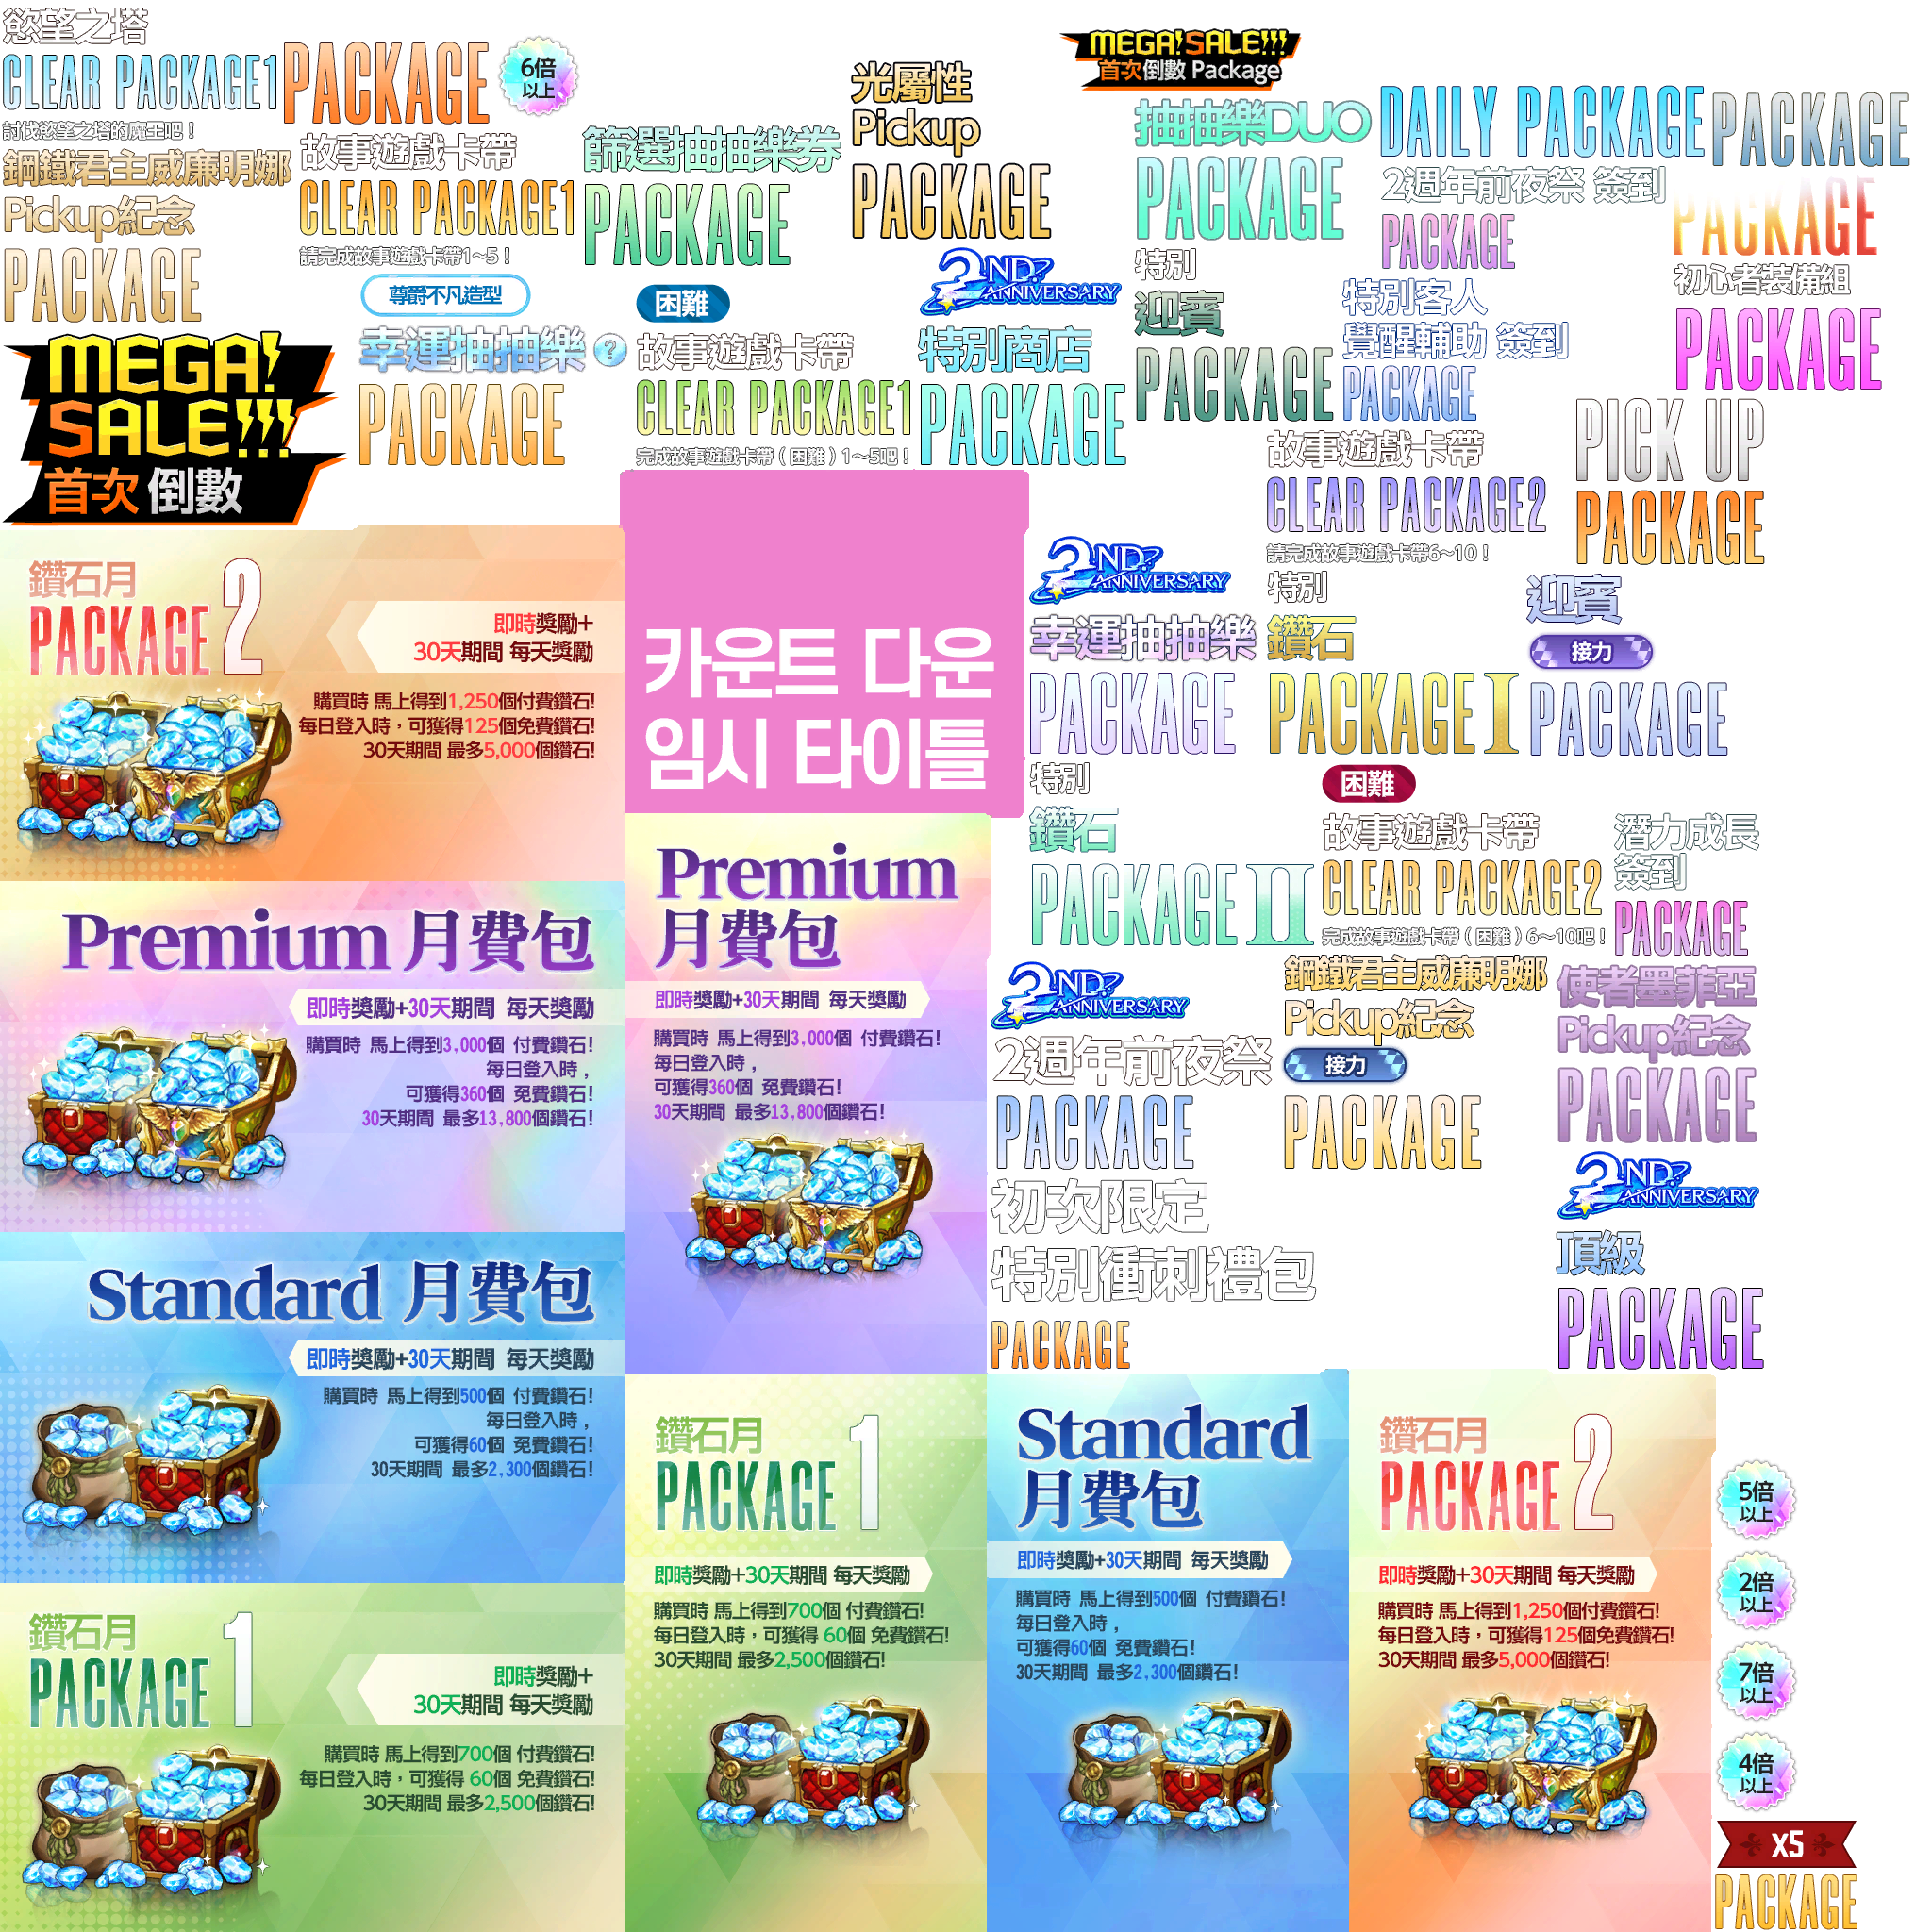 慾望之塔
CLEAR PACKAGE1
討伐慾望之塔的魔王吧！
PACKAGE
6倍
以上
鋼鐵君主威廉明娜
Pickup紀念
PACKAGE
故事遊戲卡帶
CLEAR PACKAGE1
請完成故事遊戲卡帶1～5！
篩選抽抽樂券
PACKAGE
光屬性
Pickup
PACKAGE
MEGA! SALE!!!
首次倒數 Package
抽抽樂DUO
PACKAGE
DAILY PACKAGE
PACKAGE
2週年前夜祭 簽到
PACKAGE
PACKAGE
初心者裝備組
PACKAGE
MEGA!
SALE!!!
首次 倒數
尊爵不凡造型
幸運抽抽樂 ?
PACKAGE
困難
故事遊戲卡帶
CLEAR PACKAGE1
完成故事遊戲卡帶（困難）1～5吧！
2ND
ANNIVERSARY
特別商店
PACKAGE
特別
迎賓
PACKAGE
特別客人
覺醒輔助 簽到
PACKAGE
故事遊戲卡帶
CLEAR PACKAGE2
請完成故事遊戲卡帶6～10！
PICK UP
PACKAGE
鑽石月
PACKAGE 2
即時獎勵+
30天期間 每天獎勵
購買時 馬上得到1,250個付費鑽石!
每日登入時，可獲得125個免費鑽石!
30天期間 最多5,000個鑽石!
카운트 다운
임시 타이틀
2ND
ANNIVERSARY
幸運抽抽樂
PACKAGE
特別
鑽石
PACKAGE I
迎賓
接力
PACKAGE
特別
鑽石
PACKAGE II
困難
故事遊戲卡帶
CLEAR PACKAGE2
完成故事遊戲卡帶（困難）6～10吧！
潛力成長
簽到
PACKAGE
Premium 月費包
即時獎勵+30天期間 每天獎勵
購買時 馬上得到3,000個 付費鑽石!
每日登入時，
可獲得360個 免費鑽石!
30天期間 最多13,800個鑽石!
Premium
月費包
即時獎勵+30天期間 每天獎勵
購買時 馬上得到3,000個 付費鑽石!
每日登入時，
可獲得360個 免費鑽石!
30天期間 最多13,800個鑽石!
2ND
ANNIVERSARY
2週年前夜祭
PACKAGE
鋼鐵君主威廉明娜
Pickup紀念
接力
PACKAGE
使者墨菲亞
Pickup紀念
PACKAGE
初次限定
特別衝刺禮包
PACKAGE
2ND
ANNIVERSARY
頂級
PACKAGE
Standard 月費包
即時獎勵+30天期間 每天獎勵
購買時 馬上得到500個 付費鑽石!
每日登入時，
可獲得60個 免費鑽石!
30天期間 最多2,300個鑽石!
鑽石月
PACKAGE 1
即時獎勵+
30天期間 每天獎勵
購買時 馬上得到700個 付費鑽石!
每日登入時，可獲得 60個 免費鑽石!
30天期間 最多2,500個鑽石!
鑽石月
PACKAGE 1
即時獎勵+30天期間 每天獎勵
購買時 馬上得到700個 付費鑽石!
每日登入時，可獲得 60個 免費鑽石!
30天期間 最多2,500個鑽石!
Standard
月費包
即時獎勵+30天期間 每天獎勵
購買時 馬上得到500個 付費鑽石!
每日登入時，
可獲得60個 免費鑽石!
30天期間 最多2,300個鑽石!
鑽石月
PACKAGE 2
即時獎勵+30天期間 每天獎勵
購買時 馬上得到1,250個付費鑽石!
每日登入時，可獲得125個免費鑽石!
30天期間 最多5,000個鑽石!
5倍
以上
2倍
以上
7倍
以上
4倍
以上
X5
PACKAGE